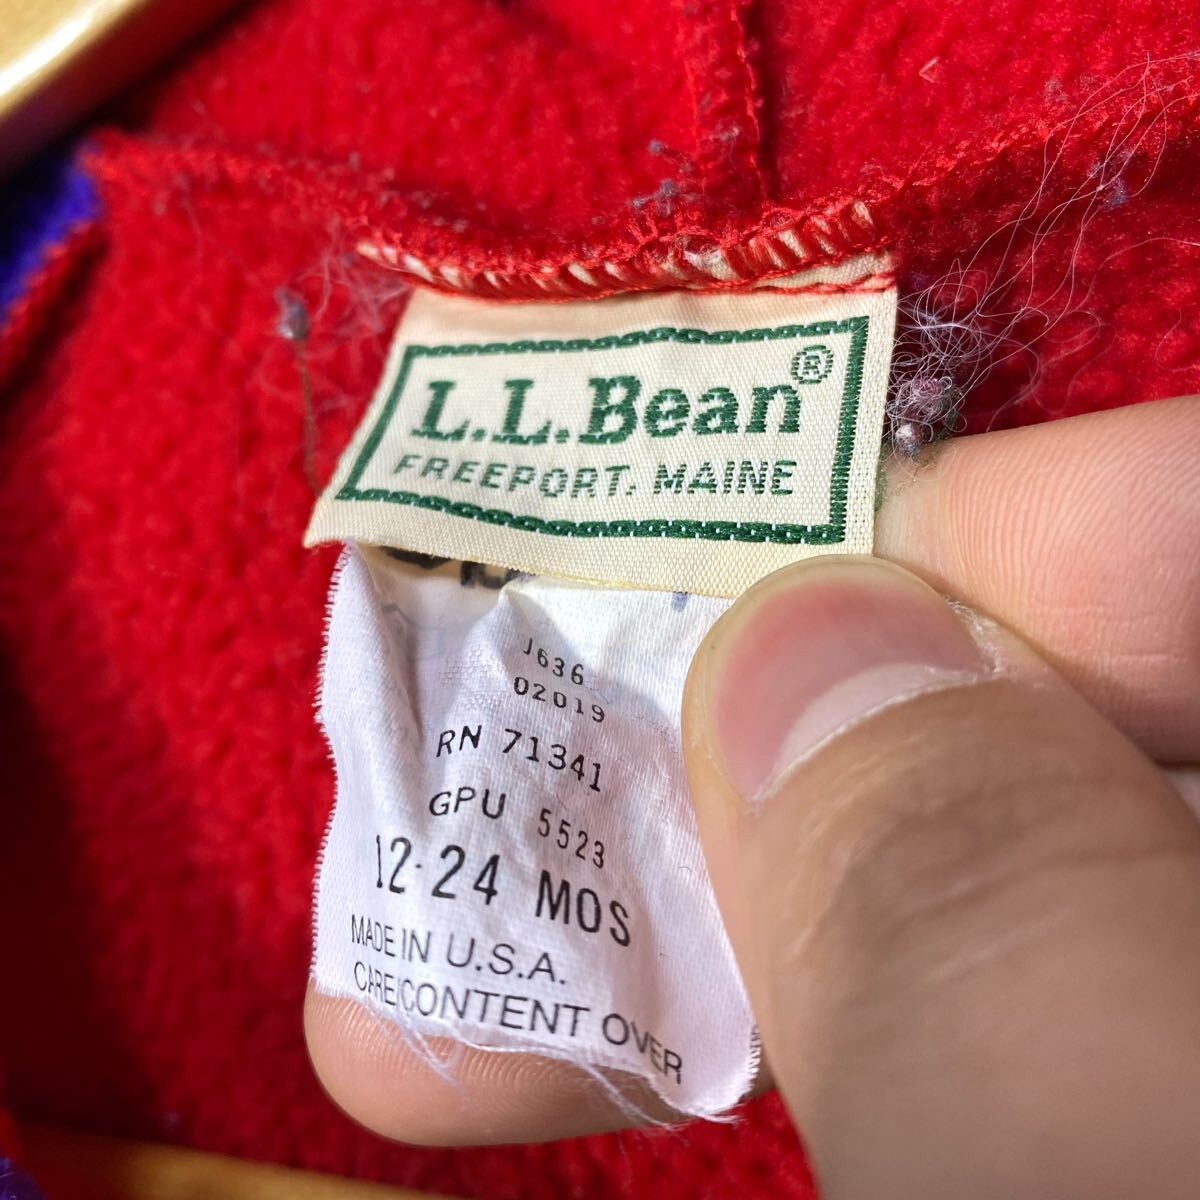 L.L.Bean®
FREEPORT, MAINE
J636
02019
RN 71341
GPU 5523
12-24 MOS
MADE IN U.S.A.
CARE/CONTENT OVER